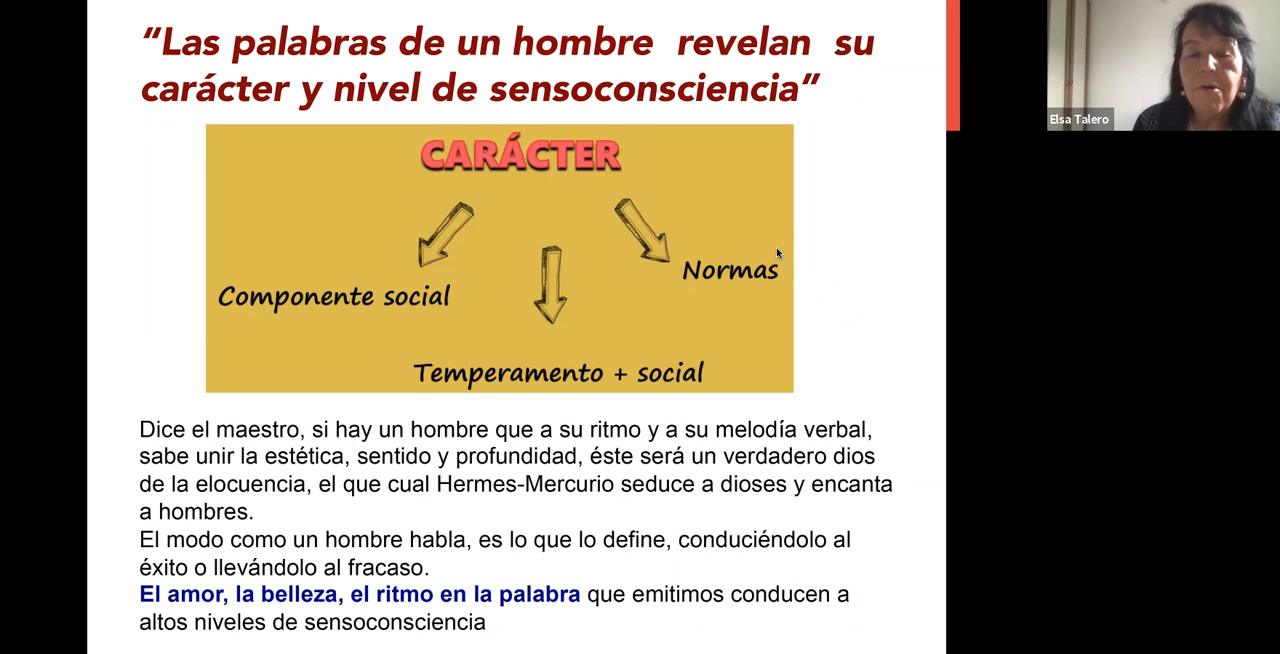 “Las palabras de un hombre revelan su
carácter y nivel de sensoconsciencia”
Elsa Talero
CARÁCTER
Normas
Componente social
Temperamento + social
Dice el maestro, si hay un hombre que a su ritmo y a su melodía verbal,
sabe unir la estética, sentido y profundidad, éste será un verdadero dios
de la elocuencia, el que cual Hermes-Mercurio seduce a dioses y encanta
a hombres.
El modo como un hombre habla, es lo que lo define, conduciéndolo al
éxito o llevándolo al fracaso.
El amor, la belleza, el ritmo en la palabra que emitimos conducen a
altos niveles de sensoconsciencia